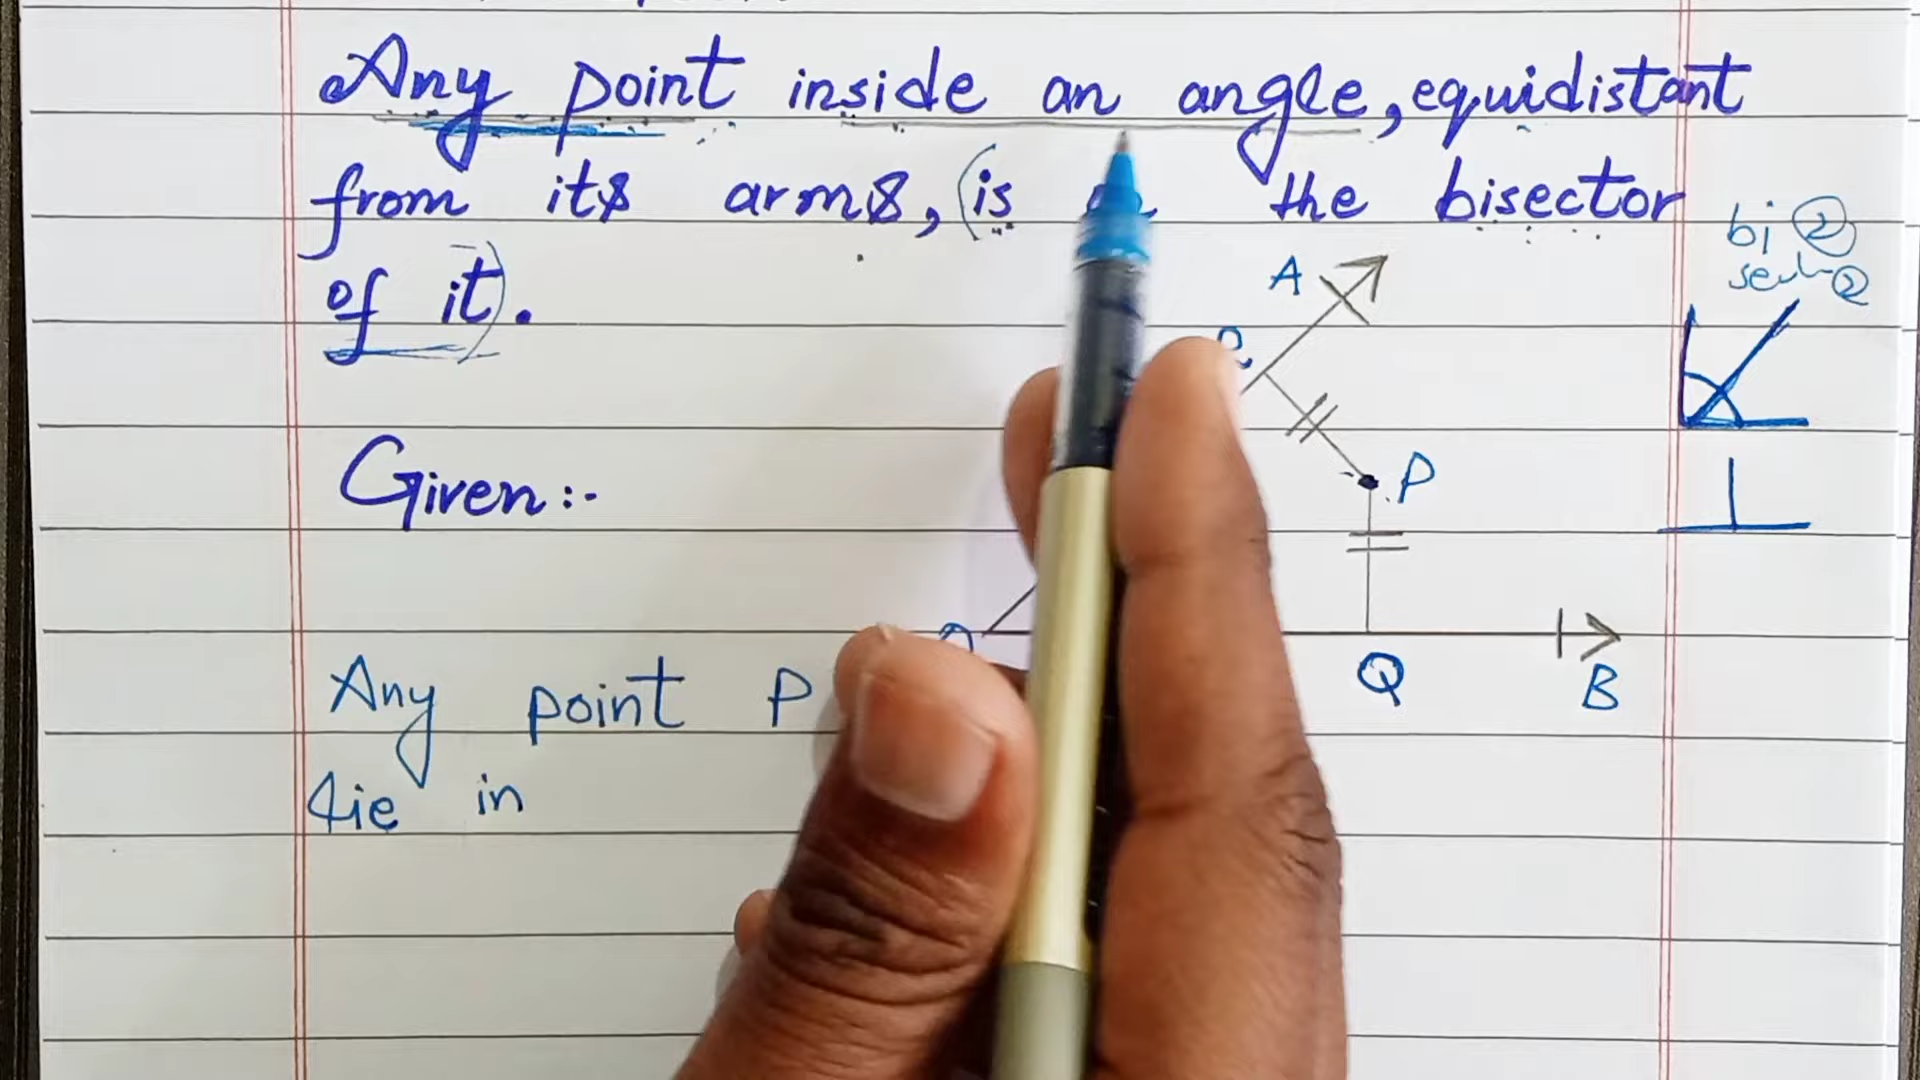 Any point inside an angle, equidistant
from its arms, (is the bisector
of it).
bi 2
A
P
Given:-
Q
B
Any point P
lie in